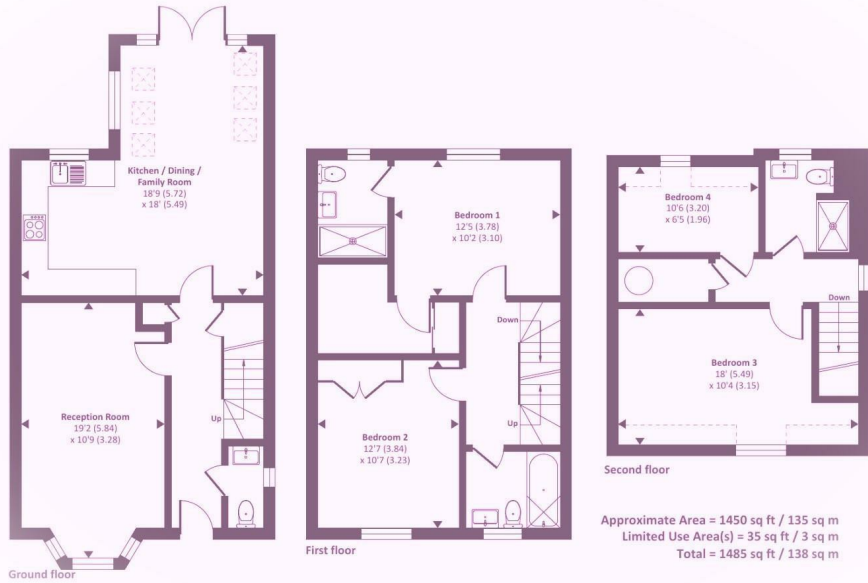 Kitchen / Dining /
Family Room
18'9 (5.72)
x 18' (5.49)
Reception Room
19'2 (5.84)
x 10'9 (3.28)
Up
Ground floor
Bedroom 1
12'5 (3.78)
x 10'2 (3.10)
Down
Up
Bedroom 2
12'7 (3.84)
x 10'7 (3.23)
First floor
Bedroom 4
10'6 (3.20)
x 6'5 (1.96)
Down
Bedroom 3
18' (5.49)
x 10'4 (3.15)
Second floor
Approximate Area = 1450 sq ft / 135 sq m
Limited Use Area(s) = 35 sq ft / 3 sq m
Total = 1485 sq ft / 138 sq m